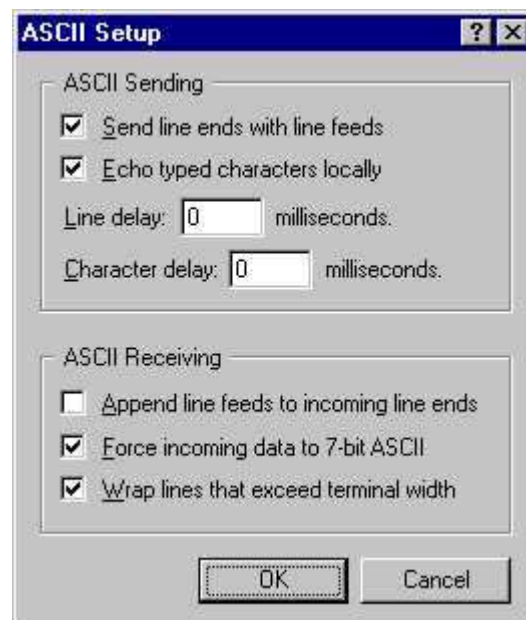 ASCII Setup
ASCII Sending
Send line ends with line feeds
Echo typed characters locally
Line delay: 0 milliseconds.
Character delay: 0 milliseconds.
ASCII Receiving
Append line feeds to incoming line ends
Force incoming data to 7-bit ASCII
Wrap lines that exceed terminal width
OK Cancel